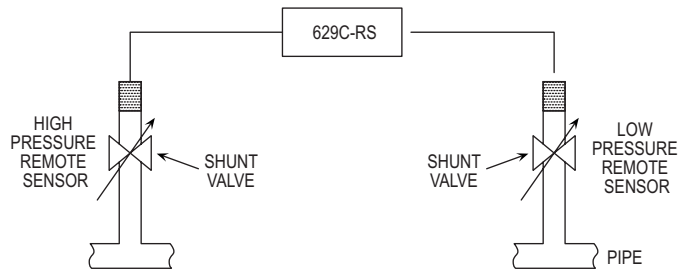 629C-RS
HIGH
PRESSURE
REMOTE
SENSOR
SHUNT
VALVE
SHUNT
VALVE
LOW
PRESSURE
REMOTE
SENSOR
PIPE